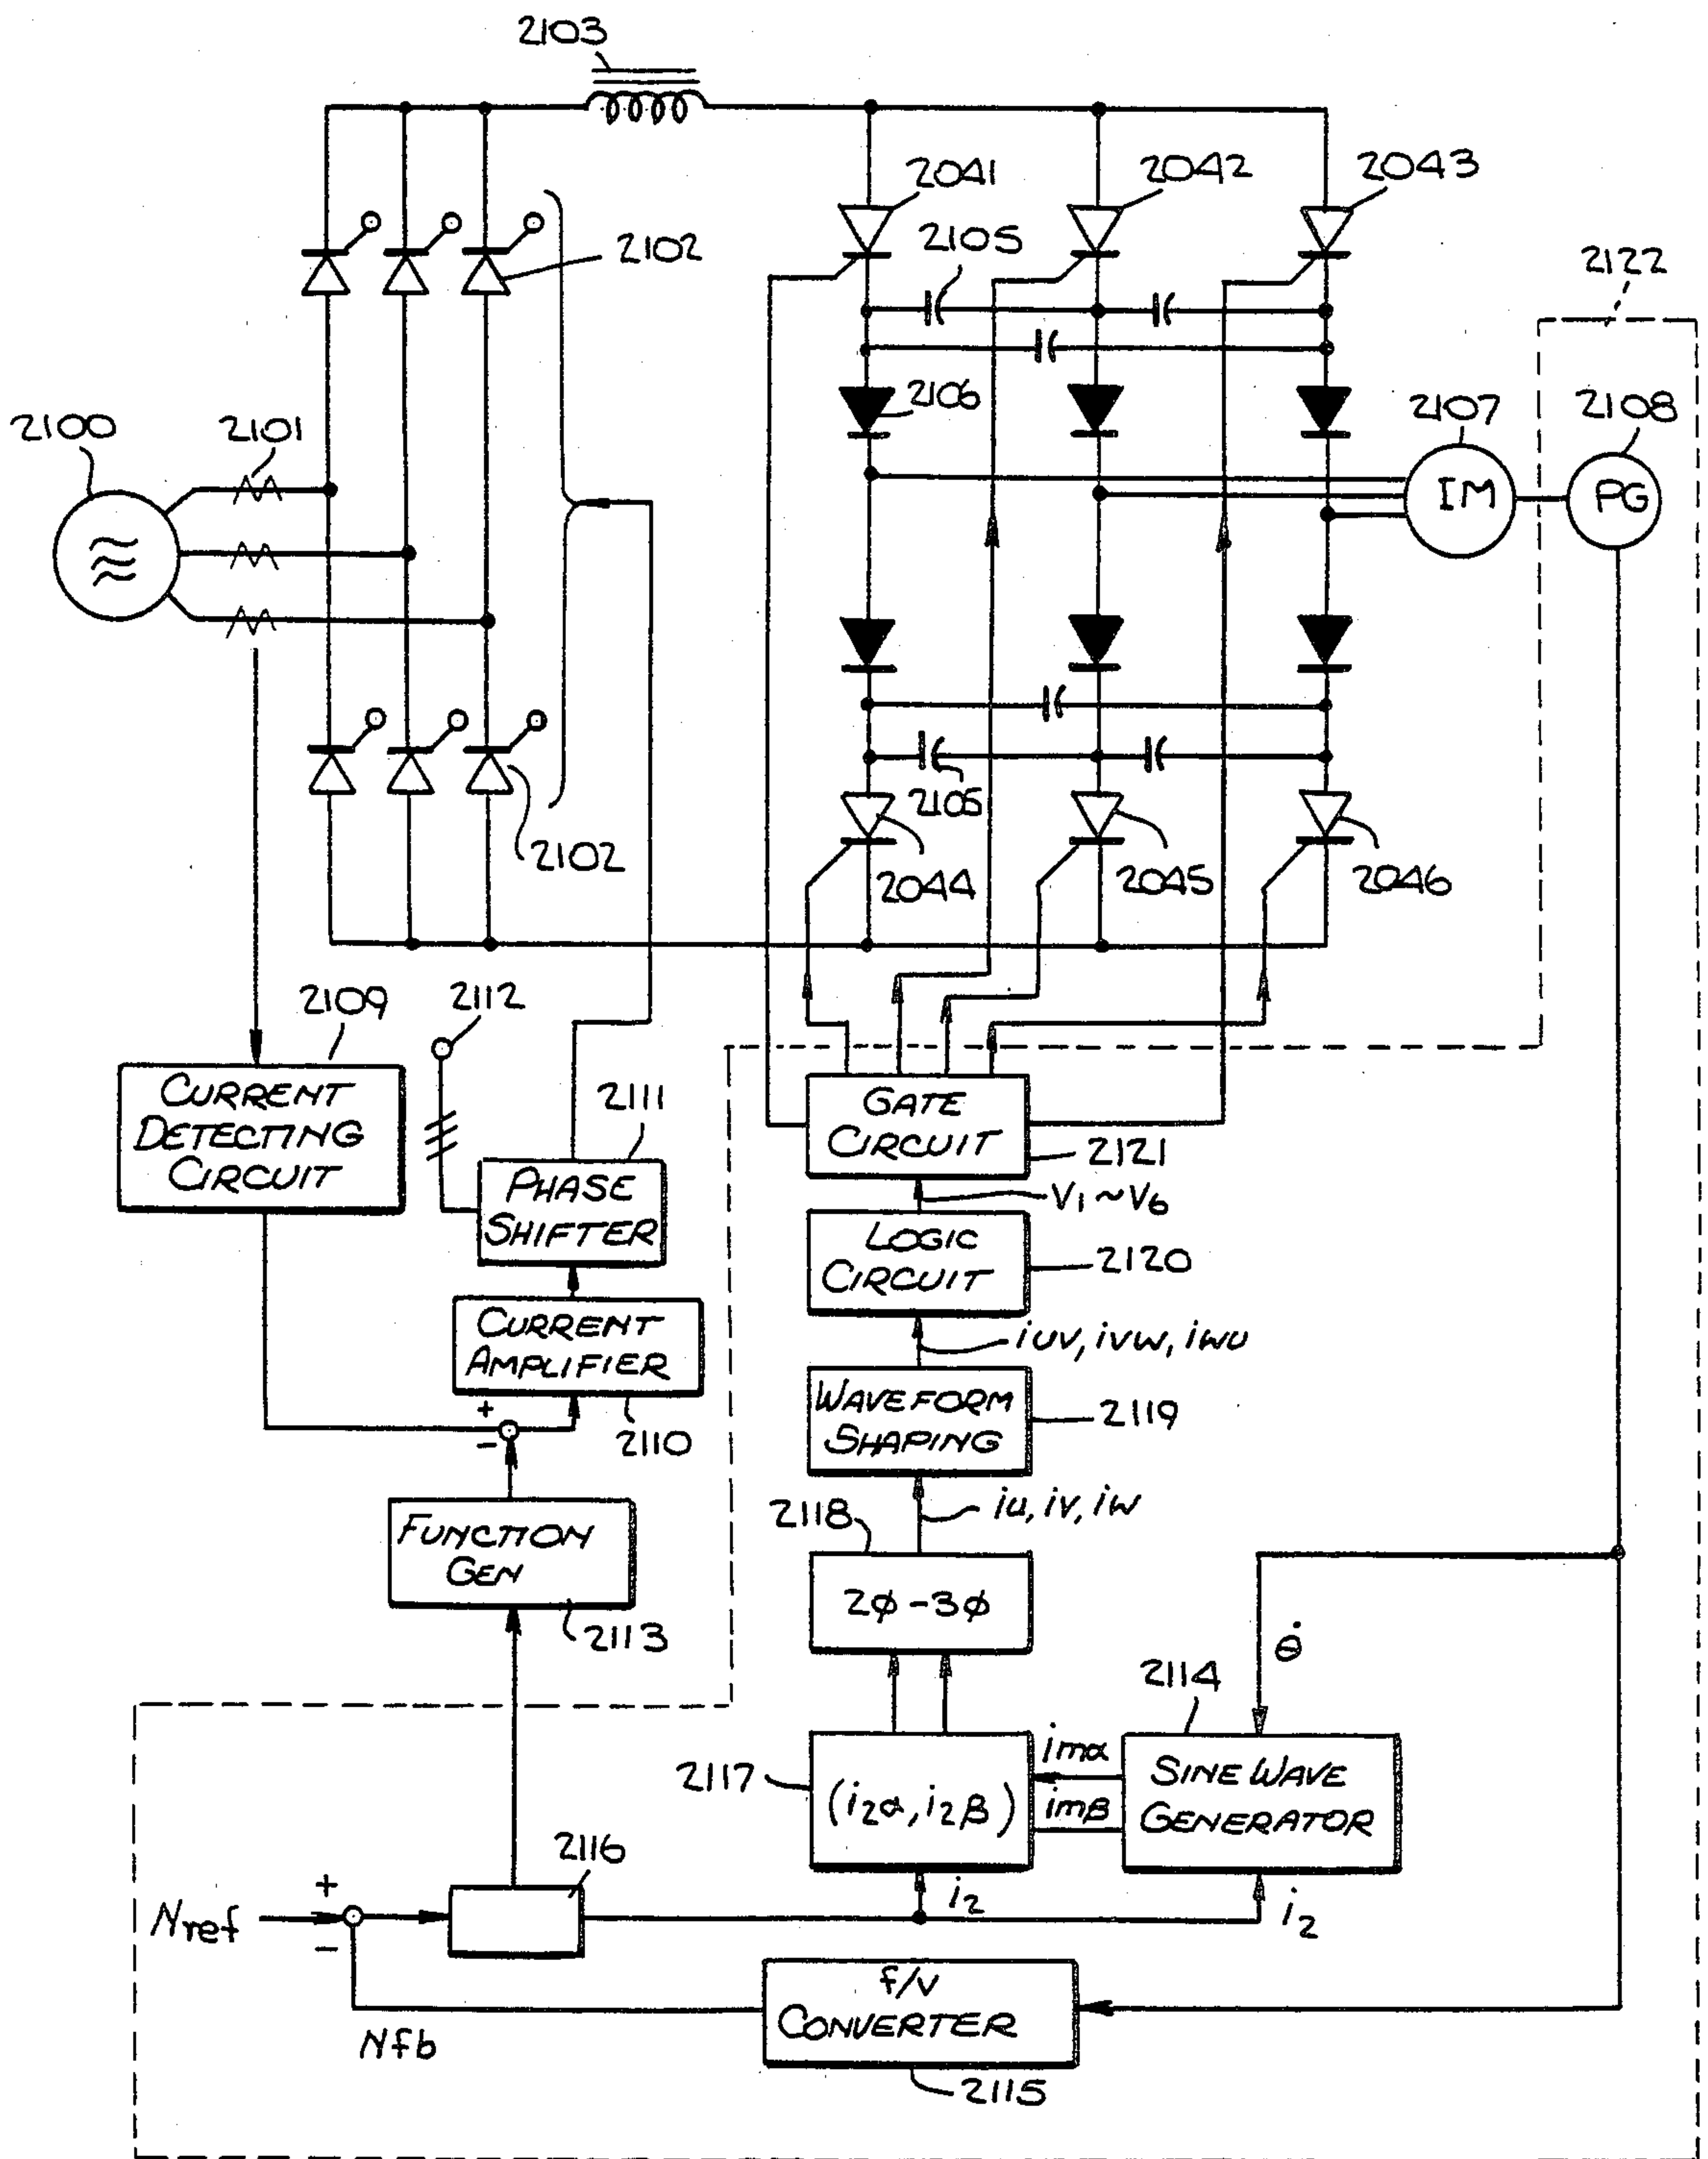 2103
2041
2042
2043
2105
2102
2122
2106
2107
2108
2100
2101
IM
PG
2105
2102
2044
2045
2046
2109
2112
CURRENT
DETECTING
CIRCUIT
2111
GATE
CIRCUIT
2121
PHASE
SHIFTER
V1~V6
LOGIC
CIRCUIT
2120
CURRENT
AMPLIFIER
iuv, ivw, iwu
+
−
2110
WAVEFORM
SHAPING
2119
FUNCTION
GEN
2118
iu, iv, iw
2113
2φ-3φ
θ̇
2114
2117
(i2α, i2β)
imα
imβ
SINE WAVE
GENERATOR
2116
+
Nref
−
i2
i2
f/v
CONVERTER
Nfb
2115